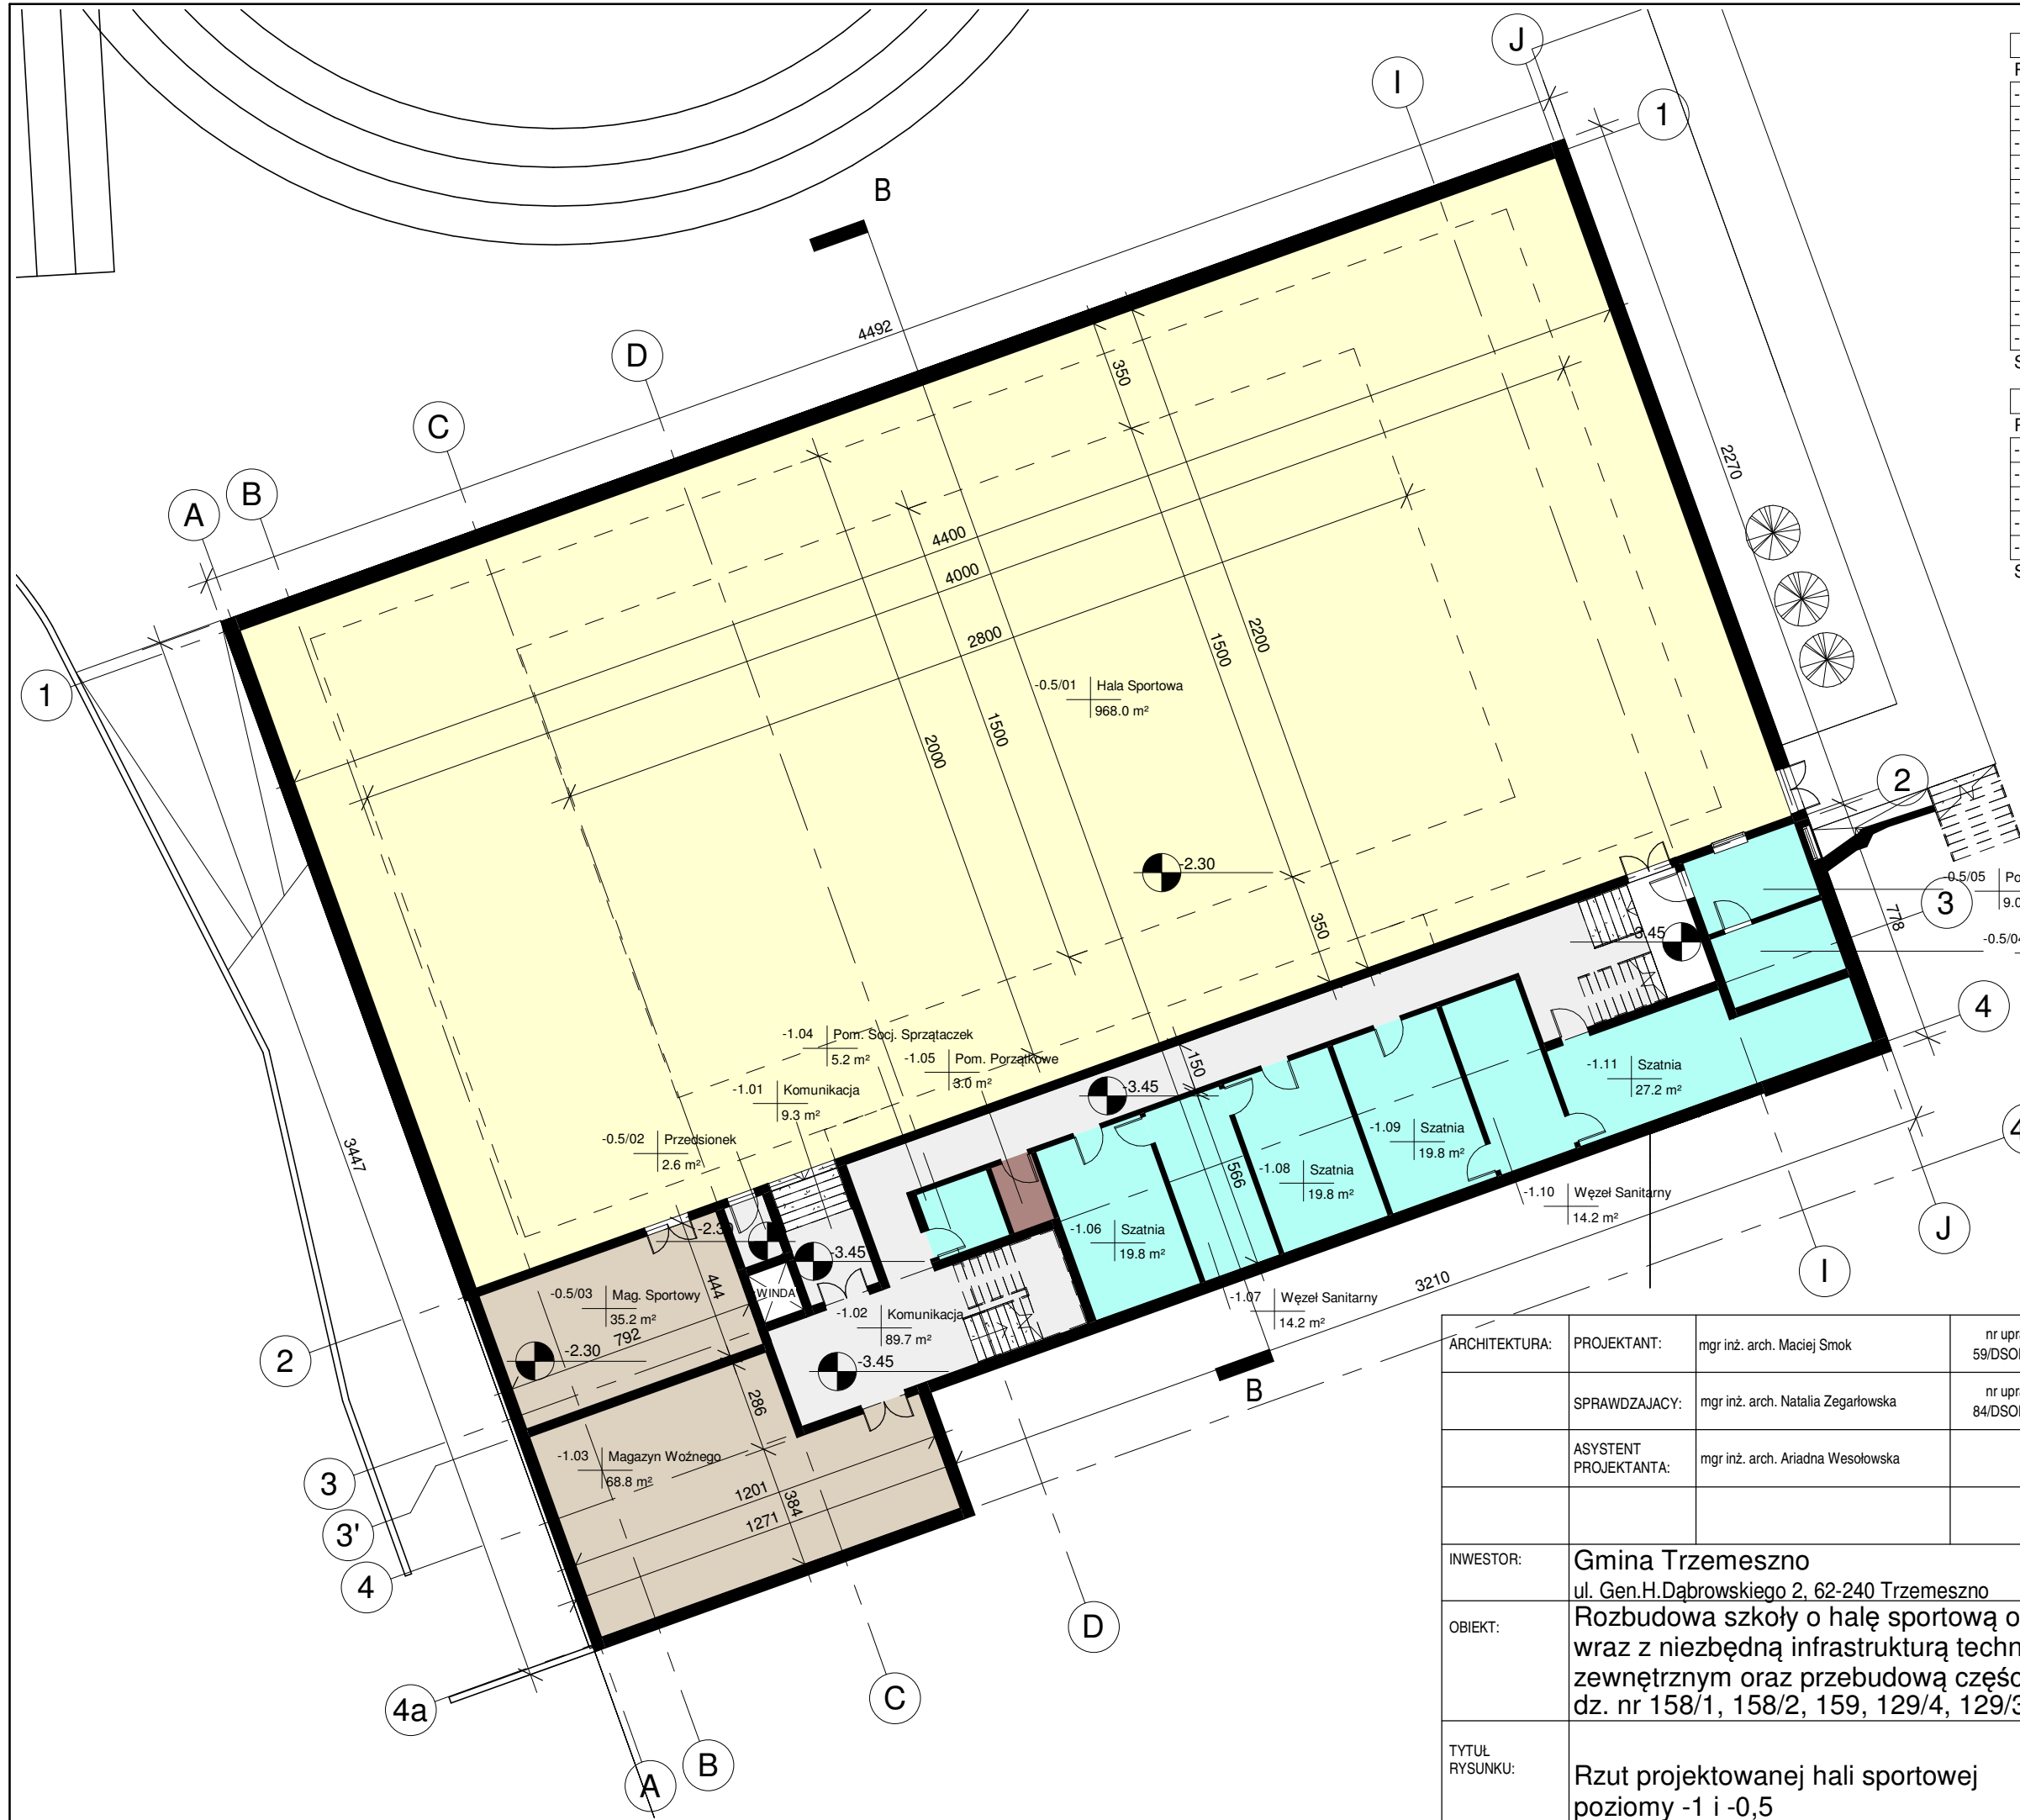 J
I
1
B
4492
D
C
B
A
350
2270
4400
4000
2800
2200
1500
1500
2000
-0.5/01 Hala Sportowa
968.0 m²
1
2
-2.30
350
-3.45
-0.5/05
3
778
-0.5/04
4
3447
-1.04 Pom. Socj. Sprzątaczek
5.2 m²
-1.05 Pom. Porzątkowe
3.0 m²
-1.01 Komunikacja
9.3 m²
-0.5/02 Przedsionek
2.6 m²
150
-3.45
-1.11 Szatnia
27.2 m²
-1.09 Szatnia
19.8 m²
-1.08 Szatnia
19.8 m²
566
-1.10 Węzeł Sanitarny
14.2 m²
-1.06 Szatnia
19.8 m²
-2.30
-3.45
J
I
-0.5/03 Mag. Sportowy
35.2 m²
444
WINDA
-1.02 Komunikacja
89.7 m²
-1.07 Węzeł Sanitarny
14.2 m²
3210
792
-2.30
-3.45
2
286
B
-1.03 Magazyn Woźnego
68.8 m²
3
1201
384
1271
3'
4
D
C
4a
B
A
ARCHITEKTURA: PROJEKTANT: mgr inż. arch. Maciej Smok
SPRAWDZAJACY: mgr inż. arch. Natalia Zegarłowska
ASYSTENT
PROJEKTANTA: mgr inż. arch. Ariadna Wesołowska
INWESTOR: Gmina Trzemeszno
ul. Gen.H.Dąbrowskiego 2, 62-240 Trzemeszno
OBIEKT: Rozbudowa szkoły o halę sportową
wraz z niezbędną infrastrukturą
zewnętrznym oraz przebudową
dz. nr 158/1, 158/2, 159, 129/4, 129/3
TYTUŁ
RYSUNKU:
Rzut projektowanej hali sportowej
poziomy -1 i -0,5